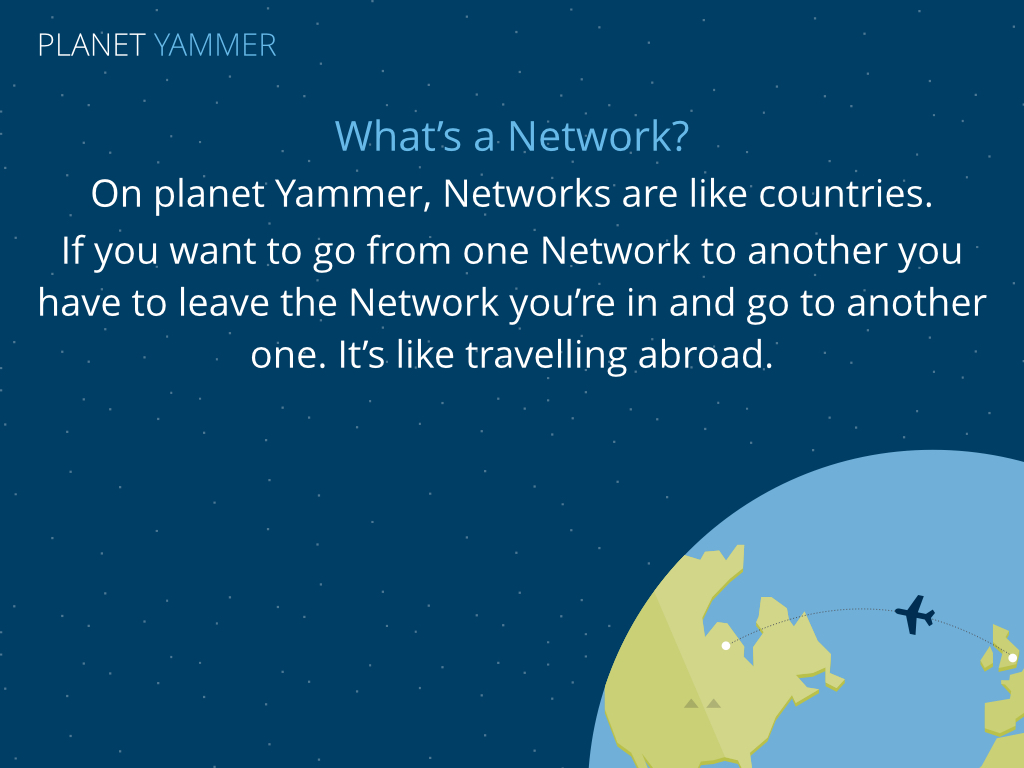 PLANET YAMMER
What’s a Network?
On planet Yammer, Networks are like countries.
If you want to go from one Network to another you
have to leave the Network you’re in and go to another
one. It’s like travelling abroad.